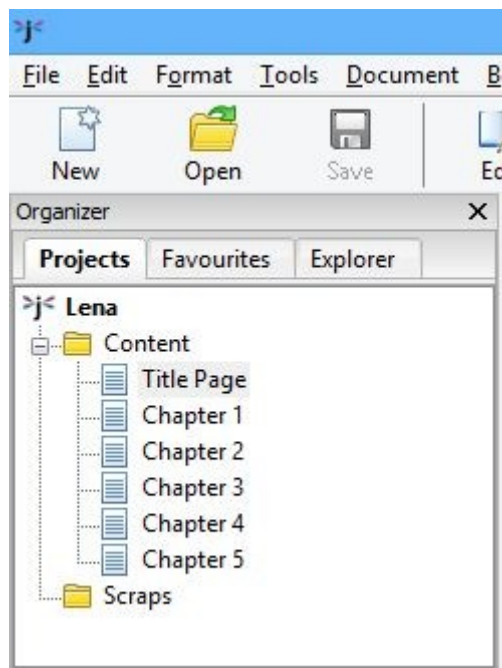 File Edit Format Tools Document B
New Open Save Ed
Organizer
Projects Favourites Explorer
Lena
Content
Title Page
Chapter 1
Chapter 2
Chapter 3
Chapter 4
Chapter 5
Scraps